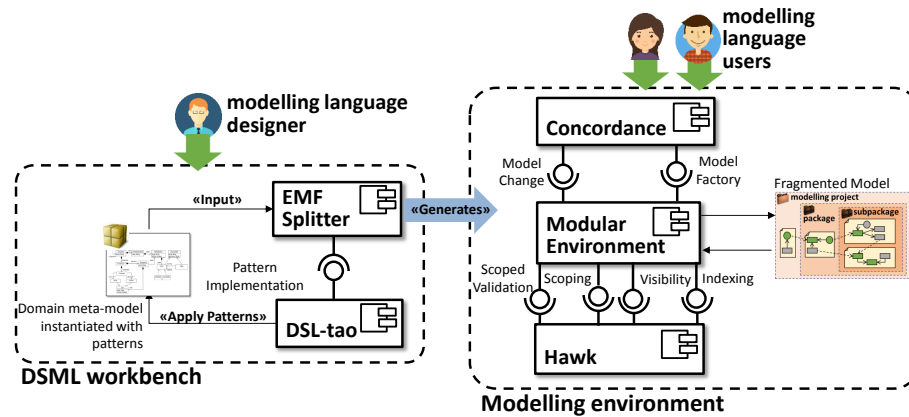 modelling
language
users
modelling language
designer
Concordance
Model
Change
Model
Factory
«Input»
EMF
Splitter
«Generates»
Modular
Environment
Fragmented Model
modelling project
package
subpackage
Pattern
Implementation
Scoped
Validation
Scoping
Visibility
Indexing
Domain meta-model
instantiated with
patterns
«Apply Patterns»
DSL-tao
Hawk
DSML workbench
Modelling environment